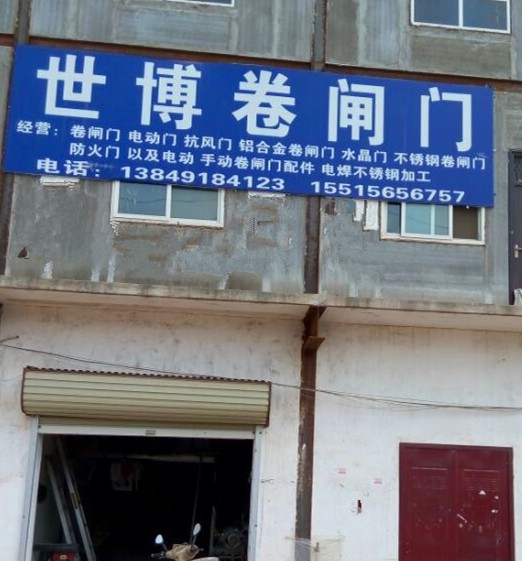 世博卷闸门
经营：卷闸门 电动门 抗风门 铝合金卷闸门 水晶门 不锈钢卷闸门
防火门 以及电动 手动卷闸门配件 电焊不锈钢加工
电话：13849184123 15515656757